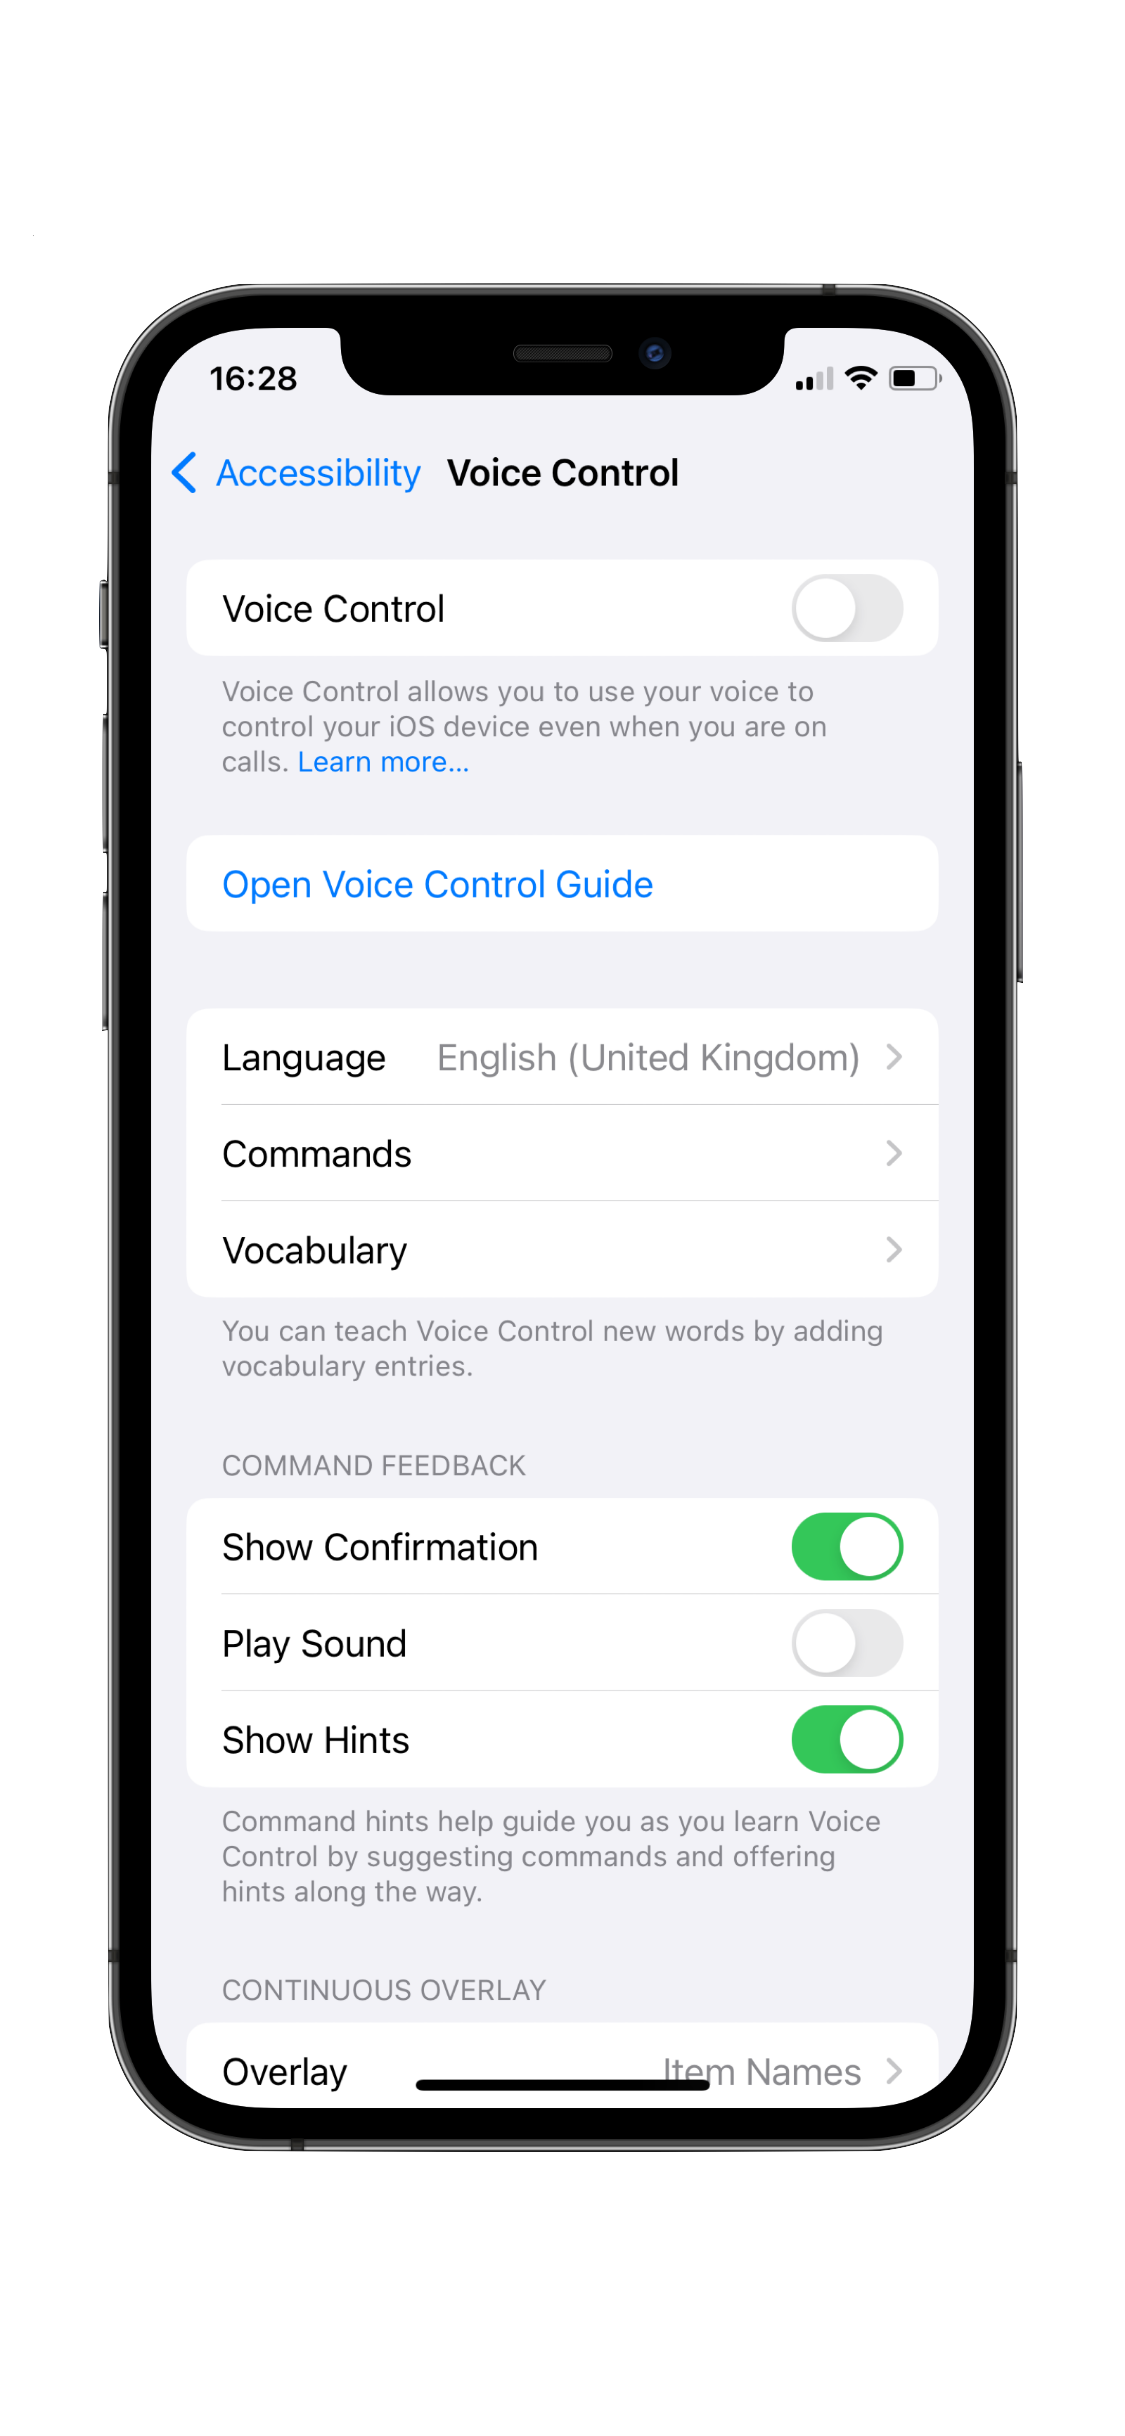 16:28
Accessibility Voice Control
Voice Control
Voice Control allows you to use your voice to
control your iOS device even when you are on
calls. Learn more...
Open Voice Control Guide
Language English (United Kingdom)
Commands
Vocabulary
You can teach Voice Control new words by adding
vocabulary entries.
COMMAND FEEDBACK
Show Confirmation
Play Sound
Show Hints
Command hints help guide you as you learn Voice
Control by suggesting commands and offering
hints along the way.
CONTINUOUS OVERLAY
Overlay Item Names